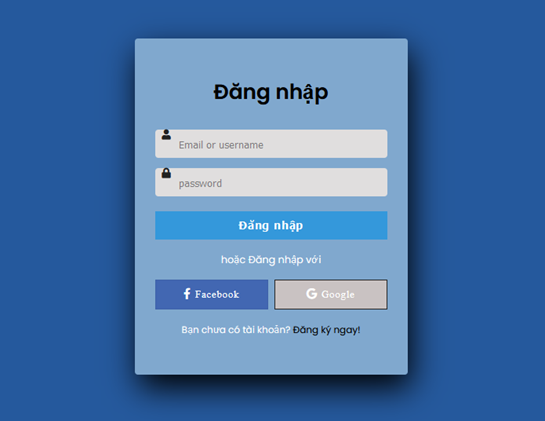 Đăng nhập
Email or username
password
Đăng nhập
hoặc Đăng nhập với
Facebook
Google
Bạn chưa có tài khoản? Đăng ký ngay!